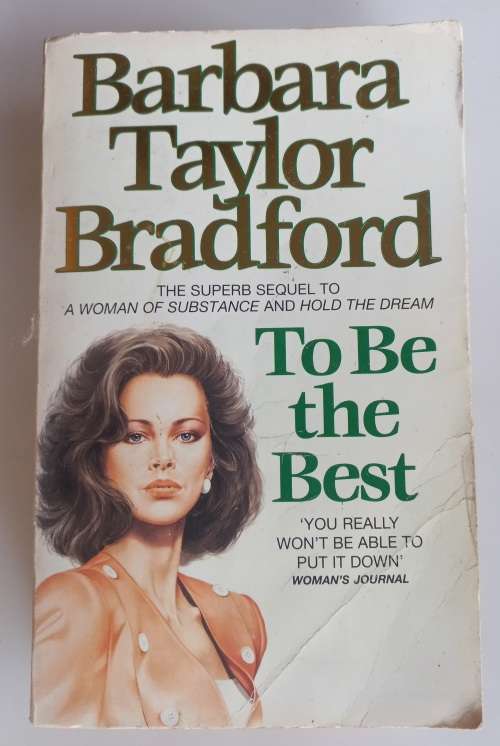 Barbara
Taylor
Bradford
THE SUPERB SEQUEL TO
A WOMAN OF SUBSTANCE AND HOLD THE DREAM
To Be
the
Best
'YOU REALLY
WON'T BE ABLE TO
PUT IT DOWN'
WOMAN'S JOURNAL